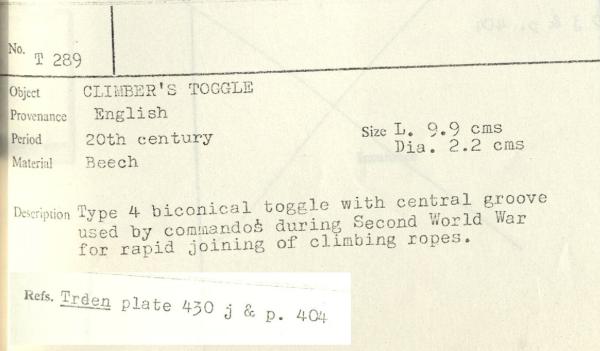 No. T 289
Object CLIMBER'S TOGGLE
Provenance English
Period 20th century
Size L. 9.9 cms
Dia. 2.2 cms
Material Beech
Description Type 4 biconical toggle with central groove
used by commandos during Second World War
for rapid joining of climbing ropes.
Refs. Trden plate 430 j & p. 404